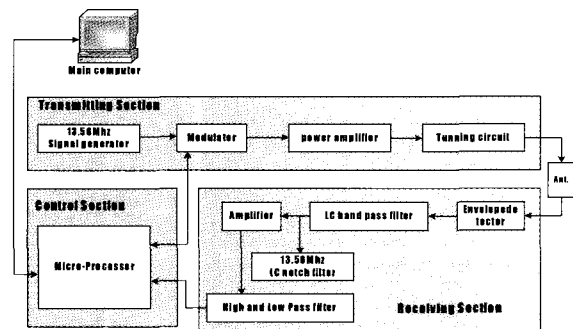 Main computer
Transmitting Section
13.56Mhz
Signal generator
Modulator
power amplifier
Tunning circuit
Ant.
Control Section
Micro-Processor
Amplifier
LC band pass filter
Envelopede
tector
13.56Mhz
LC notch filter
High and Low Pass filter
Receiving Section